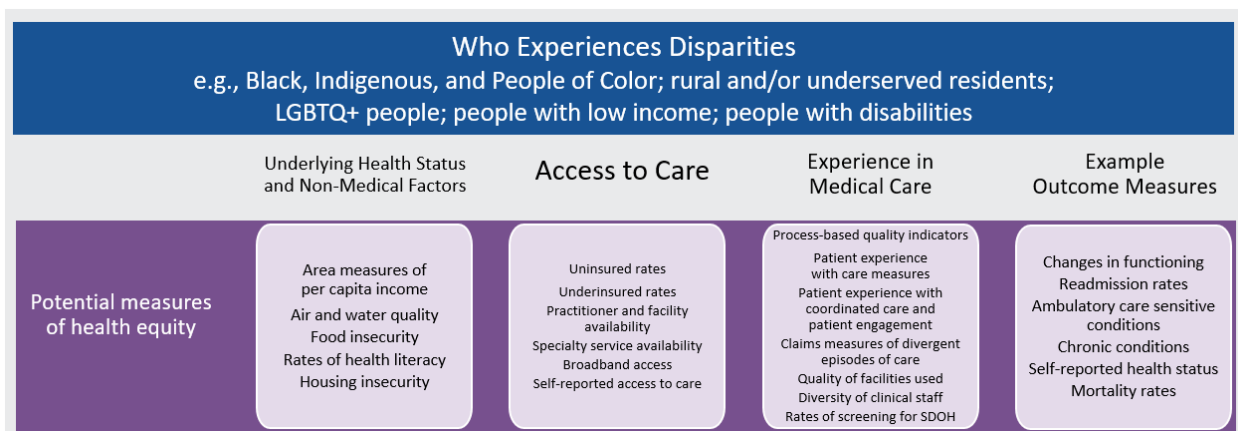 Who Experiences Disparities
e.g., Black, Indigenous, and People of Color; rural and/or underserved residents;
LGBTQ+ people; people with low income; people with disabilities
Underlying Health Status
and Non-Medical Factors
Access to Care
Experience in
Medical Care
Example
Outcome Measures
Potential measures
of health equity
Area measures of
per capita income
Air and water quality
Food insecurity
Rates of health literacy
Housing insecurity
Uninsured rates
Underinsured rates
Practitioner and facility
availability
Specialty service availability
Broadband access
Self-reported access to care
Process-based quality indicators
Patient experience
with care measures
Patient experience with
coordinated care and
patient engagement
Claims measures of divergent
episodes of care
Quality of facilities used
Diversity of clinical staff
Rates of screening for SDOH
Changes in functioning
Readmission rates
Ambulatory care sensitive
conditions
Chronic conditions
Self-reported health status
Mortality rates